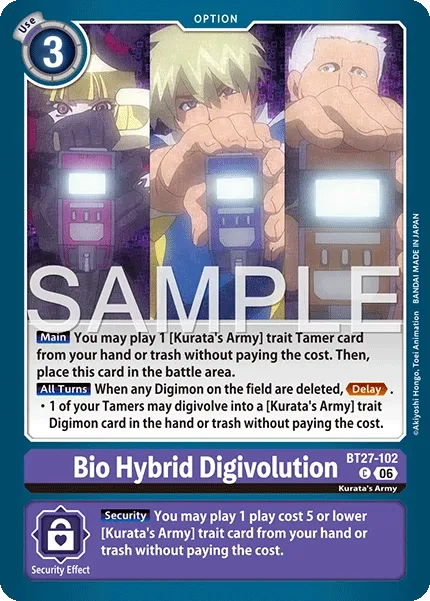 OPTION
Use
3
SAMPLE
©Akiyoshi Hongo, Toei Animation BANDAI MADE IN JAPAN
[Main] You may play 1 [Kurata's Army] trait Tamer card
from your hand or trash without paying the cost. Then,
place this card in the battle area.
[All Turns] When any Digimon on the field are deleted, Delay.
・1 of your Tamers may digivolve into a [Kurata's Army] trait
Digimon card in the hand or trash without paying the cost.
Bio Hybrid Digivolution
BT27-102
C 06
Kurata's Army
[Security] You may play 1 play cost 5 or lower
[Kurata's Army] trait card from your hand or
trash without paying the cost.
Security Effect